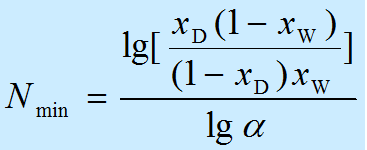 N_min = lg[ x_D(1 − x_W) / (1 − x_D)x_W ] / lg α